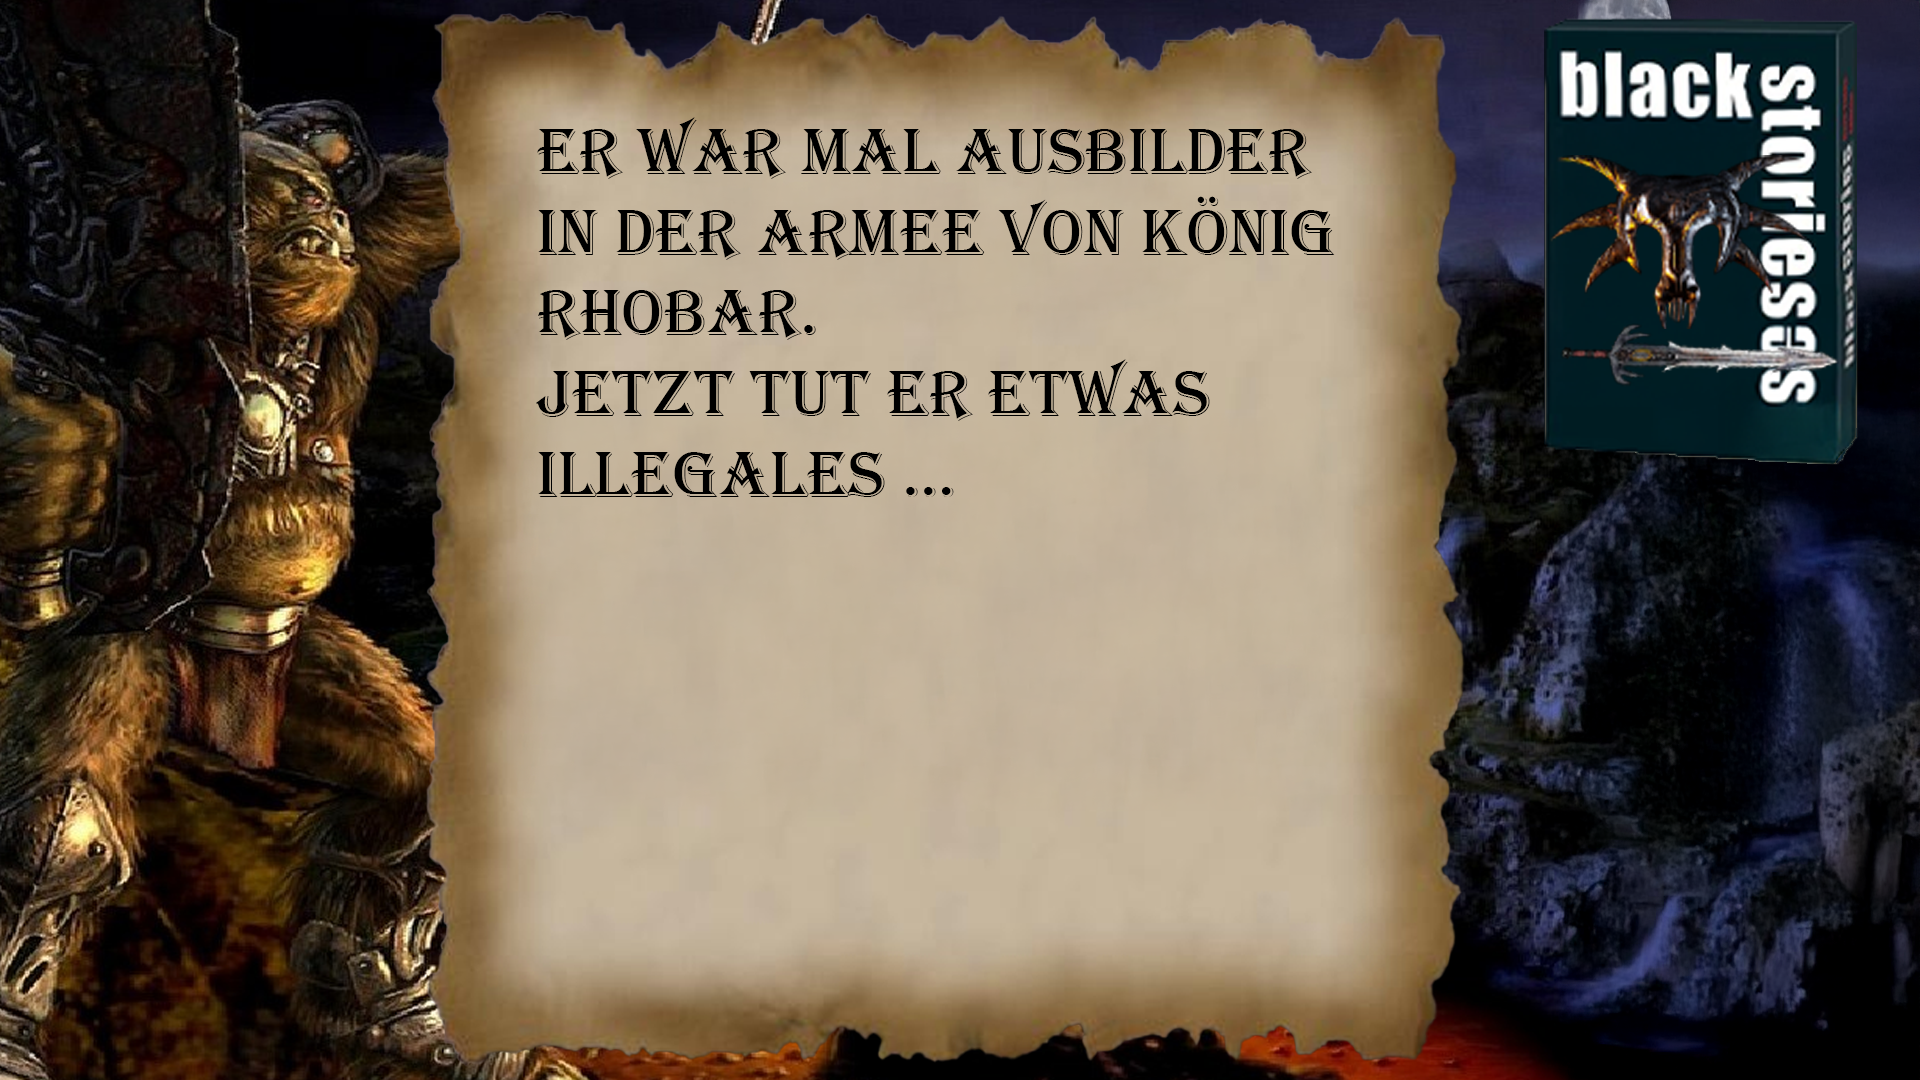 ER WAR MAL AUSBILDER
IN DER ARMEE VON KÖNIG
RHOBAR.
JETZT TUT ER ETWAS
ILLEGALES ...
black
stories